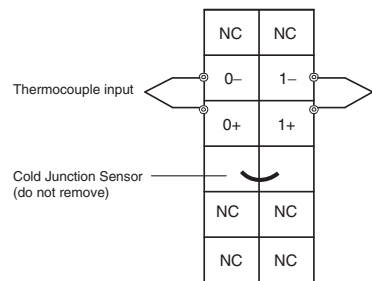 NC NC
Thermocouple input
0– 1–
0+ 1+
Cold Junction Sensor
(do not remove)
NC NC
NC NC